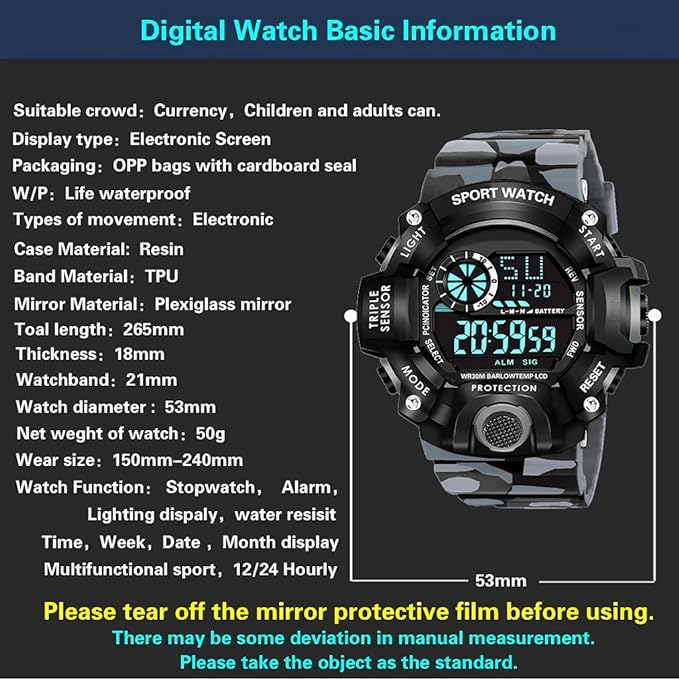 Digital Watch Basic Information
Suitable crowd: Currency, Children and adults can.
Display type: Electronic Screen
Packaging: OPP bags with cardboard seal
W/P: Life waterproof
Types of movement: Electronic
Case Material: Resin
Band Material: TPU
Mirror Material: Plexiglass mirror
Toal length: 265mm
Thickness: 18mm
Watchband: 21mm
Watch diameter : 53mm
Net weght of watch: 50g
Wear size: 150mm-240mm
Watch Function: Stopwatch, Alarm,
Lighting dispaly, water resisit
Time, Week, Date , Month display
Multifunctional sport, 12/24 Hourly
SPORT WATCH
LIGHT
START
SET
REV
SU
11-20
TRIPLE
SENSOR
PCINOICATOR
L-M-H BATTERY
SENSOR
20:59 59
SELECT
FWD
ALM SIG
MODE
WR30M BARLOWTEMP LCD
RESET
PROTECTION
53mm
Please tear off the mirror protective film before using.
There may be some deviation in manual measurement.
Please take the object as the standard.